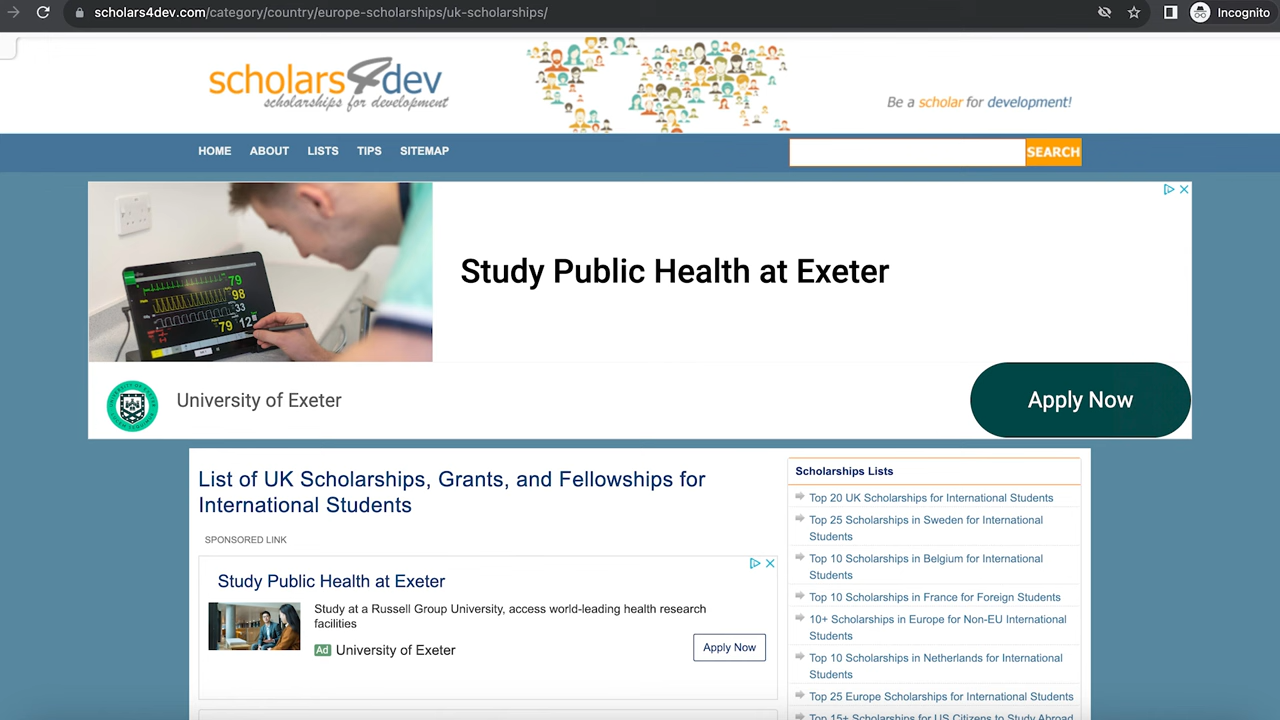 scholars4dev.com/category/country/europe-scholarships/uk-scholarships/
Incognito
scholars4dev
scholarships for development
Be a scholar for development!
HOME ABOUT LISTS TIPS SITEMAP
SEARCH
79
98
33
79 12
Study Public Health at Exeter
University of Exeter
Apply Now
List of UK Scholarships, Grants, and Fellowships for
International Students
SPONSORED LINK
Study Public Health at Exeter
Study at a Russell Group University, access world-leading health research
facilities
Ad University of Exeter
Apply Now
Scholarships Lists
Top 20 UK Scholarships for International Students
Top 25 Scholarships in Sweden for International
Students
Top 10 Scholarships in Belgium for International
Students
Top 10 Scholarships in France for Foreign Students
10+ Scholarships in Europe for Non-EU International
Students
Top 10 Scholarships in Netherlands for International
Students
Top 25 Europe Scholarships for International Students
Top 15+ Scholarships for US Citizens to Study Abroad